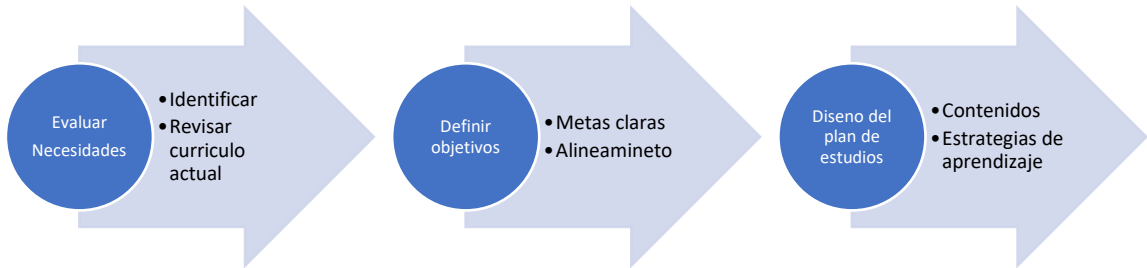 Evaluar
Necesidades
• Identificar
• Revisar
curriculo
actual
Definir
objetivos
• Metas claras
• Alineamineto
Diseno del
plan de
estudios
• Contenidos
• Estrategias de
aprendizaje